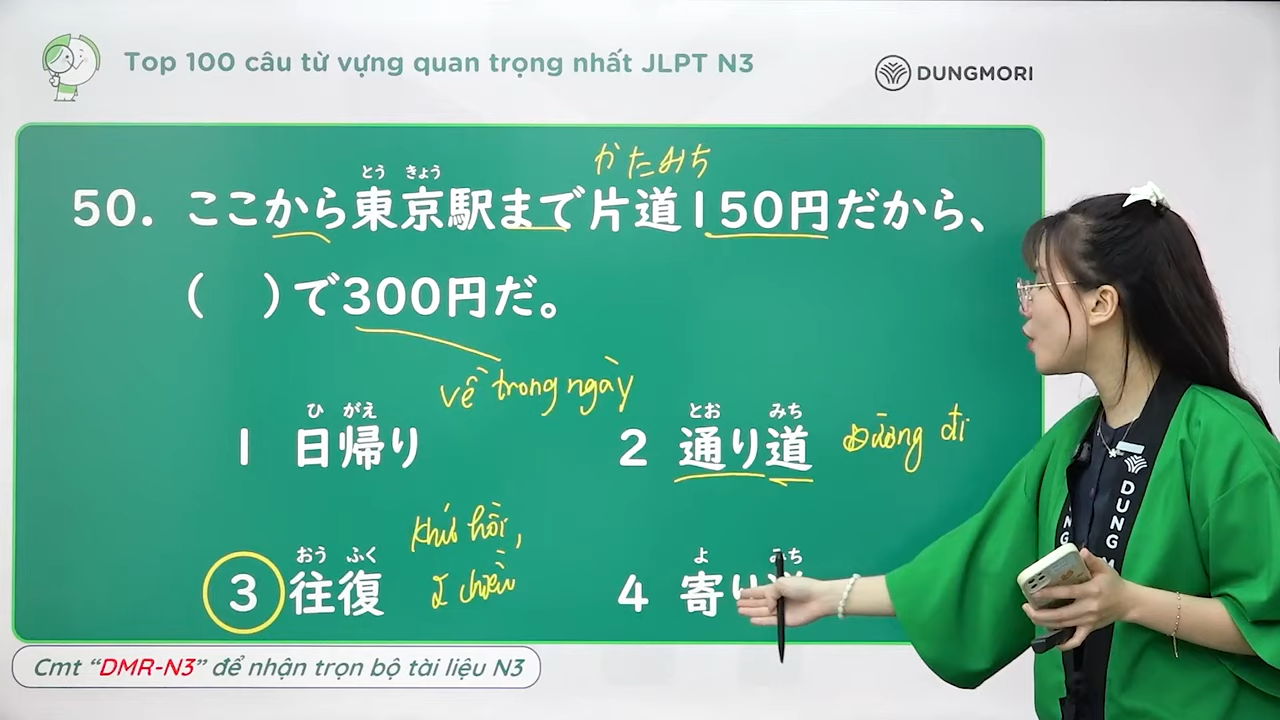 Top 100 câu từ vựng quan trọng nhất JLPT N3
DUNGMORI
かたみち
とう きょう
50. ここから東京駅まで片道150円だから、
( )で300円だ。
về trong ngày
ひ がえ
1 日帰り
とお みち
2 通り道
Đường đi
おう ふく
3 往復
khứ hồi,
2 chiều
よ みち
4 寄り道
Cmt “DMR-N3” để nhận trọn bộ tài liệu N3
DUNG